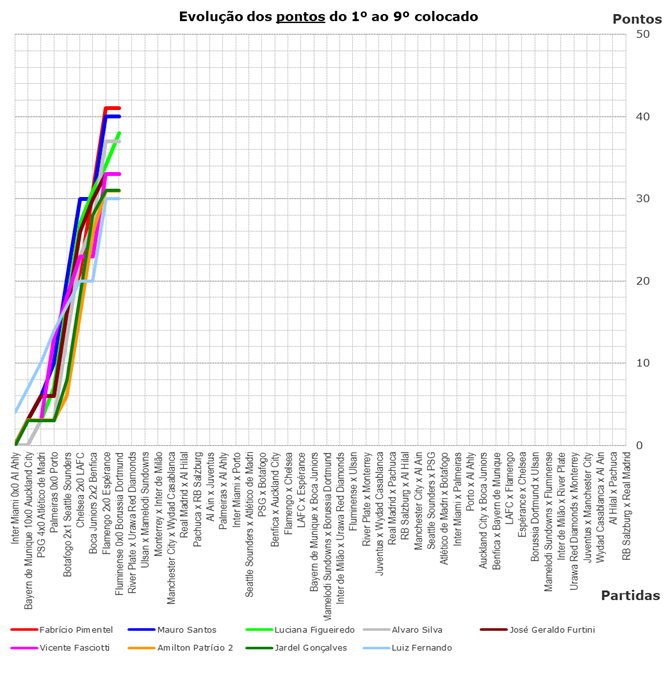 Evolução dos pontos do 1º ao 9º colocado
Pontos
50
40
30
20
10
0
Inter Miami 0x0 Al Ahly
Bayern de Munique 10x0 Auckland City
PSG 4x0 Atlético de Madri
Palmeiras 0x0 Porto
Botafogo 2x1 Seattle Sounders
Chelsea 2x0 LAFC
Boca Juniors 2x2 Benfica
Flamengo 2x0 Espérance
Fluminense 0x0 Borussia Dortmund
River Plate x Urawa Red Diamonds
Ulsan x Mamelodi Sundowns
Monterrey x Inter de Milão
Manchester City x Wydad Casablanca
Real Madrid x Al Hilal
Pachuca x RB Salzburg
Al Ain x Juventus
Palmeiras x Al Ahly
Inter Miami x Porto
Seattle Sounders x Atlético de Madri
PSG x Botafogo
Benfica x Auckland City
Flamengo x Chelsea
LAFC x Espérance
Bayern de Munique x Boca Juniors
Mamelodi Sundowns x Borussia Dortmund
Inter de Milão x Urawa Red Diamonds
Fluminense x Ulsan
River Plate x Monterrey
Juventus x Wydad Casablanca
Real Madrid x Pachuca
RB Salzburg x Al Hilal
Manchester City x Al Ain
Seattle Sounders x PSG
Atlético de Madri x Botafogo
Inter Miami x Palmeiras
Porto x Al Ahly
Auckland City x Boca Juniors
Benfica x Bayern de Munique
LAFC x Flamengo
Espérance x Chelsea
Borussia Dortmund x Ulsan
Mamelodi Sundowns x Fluminense
Inter de Milão x River Plate
Urawa Red Diamonds x Monterrey
Juventus x Manchester City
Wydad Casablanca x Al Ain
Al Hilal x Pachuca
RB Salzburg x Real Madrid
Partidas
Fabrício Pimentel
Mauro Santos
Luciana Figueiredo
Alvaro Silva
José Geraldo Furtini
Vicente Fasciotti
Amilton Patrício 2
Jardel Gonçalves
Luiz Fernando